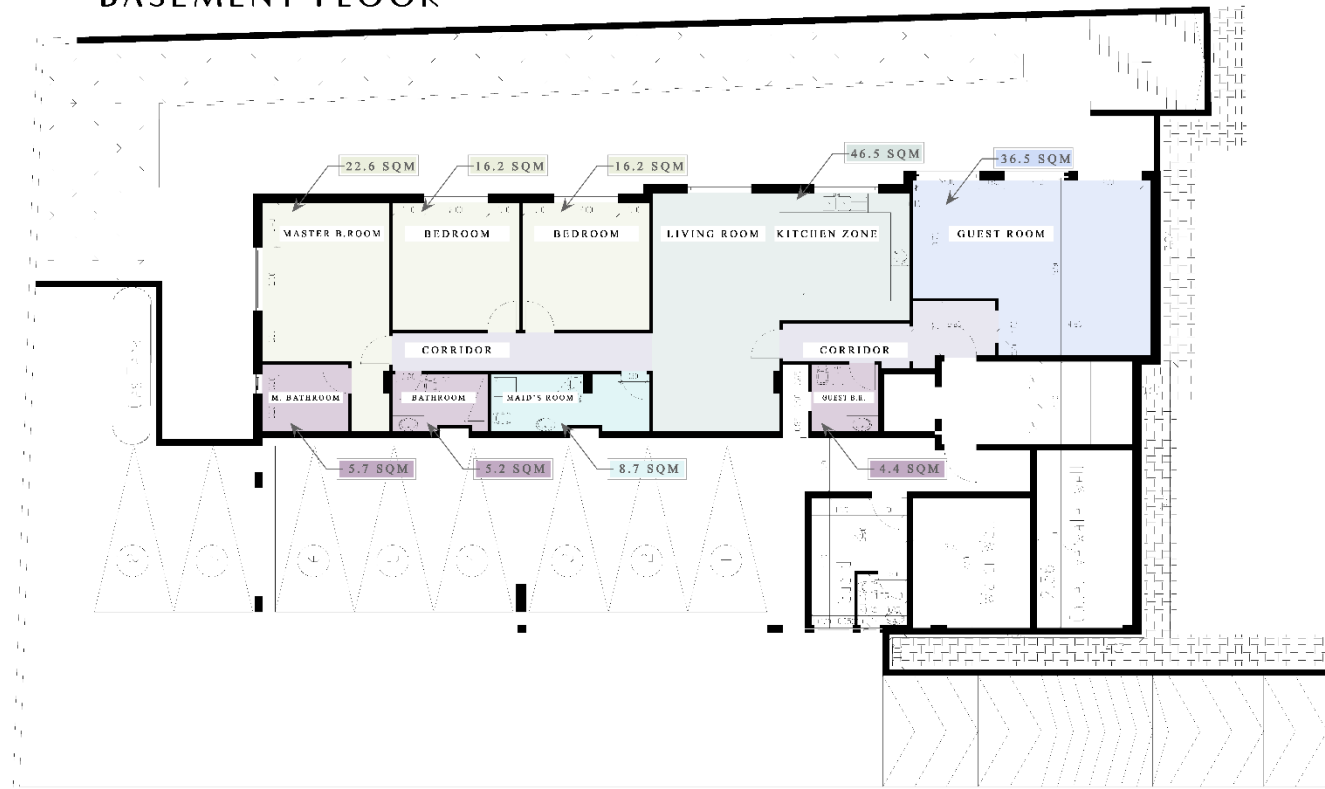 BASEMENT FLOOR
22.6 SQM
16.2 SQM
16.2 SQM
46.5 SQM
36.5 SQM
MASTER B.ROOM
BEDROOM
BEDROOM
LIVING ROOM
KITCHEN ZONE
GUEST ROOM
CORRIDOR
CORRIDOR
M. BATHROOM
BATHROOM
MAID'S ROOM
GUEST B.R.
5.7 SQM
5.2 SQM
8.7 SQM
4.4 SQM